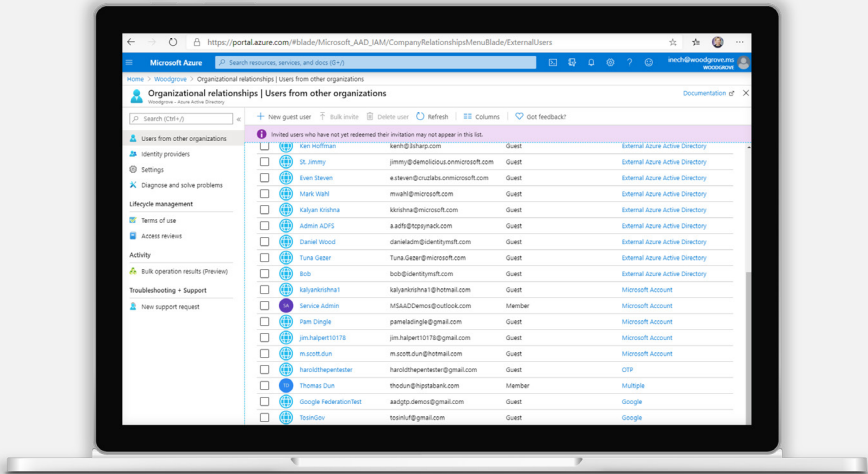 https://portal.azure.com/#blade/Microsoft_AAD_IAM/CompanyRelationshipsMenuBlade/ExternalUsers
Microsoft Azure
Search resources, services, and docs (G+/)
inech@woodgrove.ms
WOODGROVE
Home > Woodgrove > Organizational relationships | Users from other organizations
Organizational relationships | Users from other organizations
Woodgrove - Azure Active Directory
Documentation
Search (Ctrl+/)
New guest user Bulk invite Delete user Refresh Columns Got feedback?
Invited users who have not yet redeemed their invitation may not appear in this list.
Users from other organizations
Identity providers
Settings
Diagnose and solve problems
Lifecycle management
Terms of use
Access reviews
Activity
Bulk operation results (Preview)
Troubleshooting + Support
New support request
Ken Hoffman kenh@3sharp.com Guest External Azure Active Directory
St. Jimmy jimmy@demolicious.onmicrosoft.com Guest External Azure Active Directory
Even Steven e.steven@cruzlabs.onmicrosoft.com Guest External Azure Active Directory
Mark Wahl mwahl@microsoft.com Guest External Azure Active Directory
Kalyan Krishna kkrishna@microsoft.com Guest External Azure Active Directory
Admin ADFS a.adfs@tcpsynack.com Guest External Azure Active Directory
Daniel Wood danieladm@identitymsft.com Guest External Azure Active Directory
Tuna Gezer Tuna.Gezer@microsoft.com Guest External Azure Active Directory
Bob bob@identitymsft.com Guest External Azure Active Directory
kalyankrishna1 kalyankrishna1@hotmail.com Guest Microsoft Account
SA Service Admin MSAADDemos@outlook.com Member Microsoft Account
Pam Dingle pameladingle@gmail.com Guest Microsoft Account
jim.halpert10178 jim.halpert10178@gmail.com Guest Microsoft Account
m.scott.dun m.scott.dun@hotmail.com Guest Microsoft Account
haroldthepentester haroldthepentester@gmail.com Guest OTP
TD Thomas Dun thodun@hipstabank.com Member Multiple
Google FederationTest aadgtp.demos@gmail.com Guest Google
TosinGov tosinluf@gmail.com Guest Google